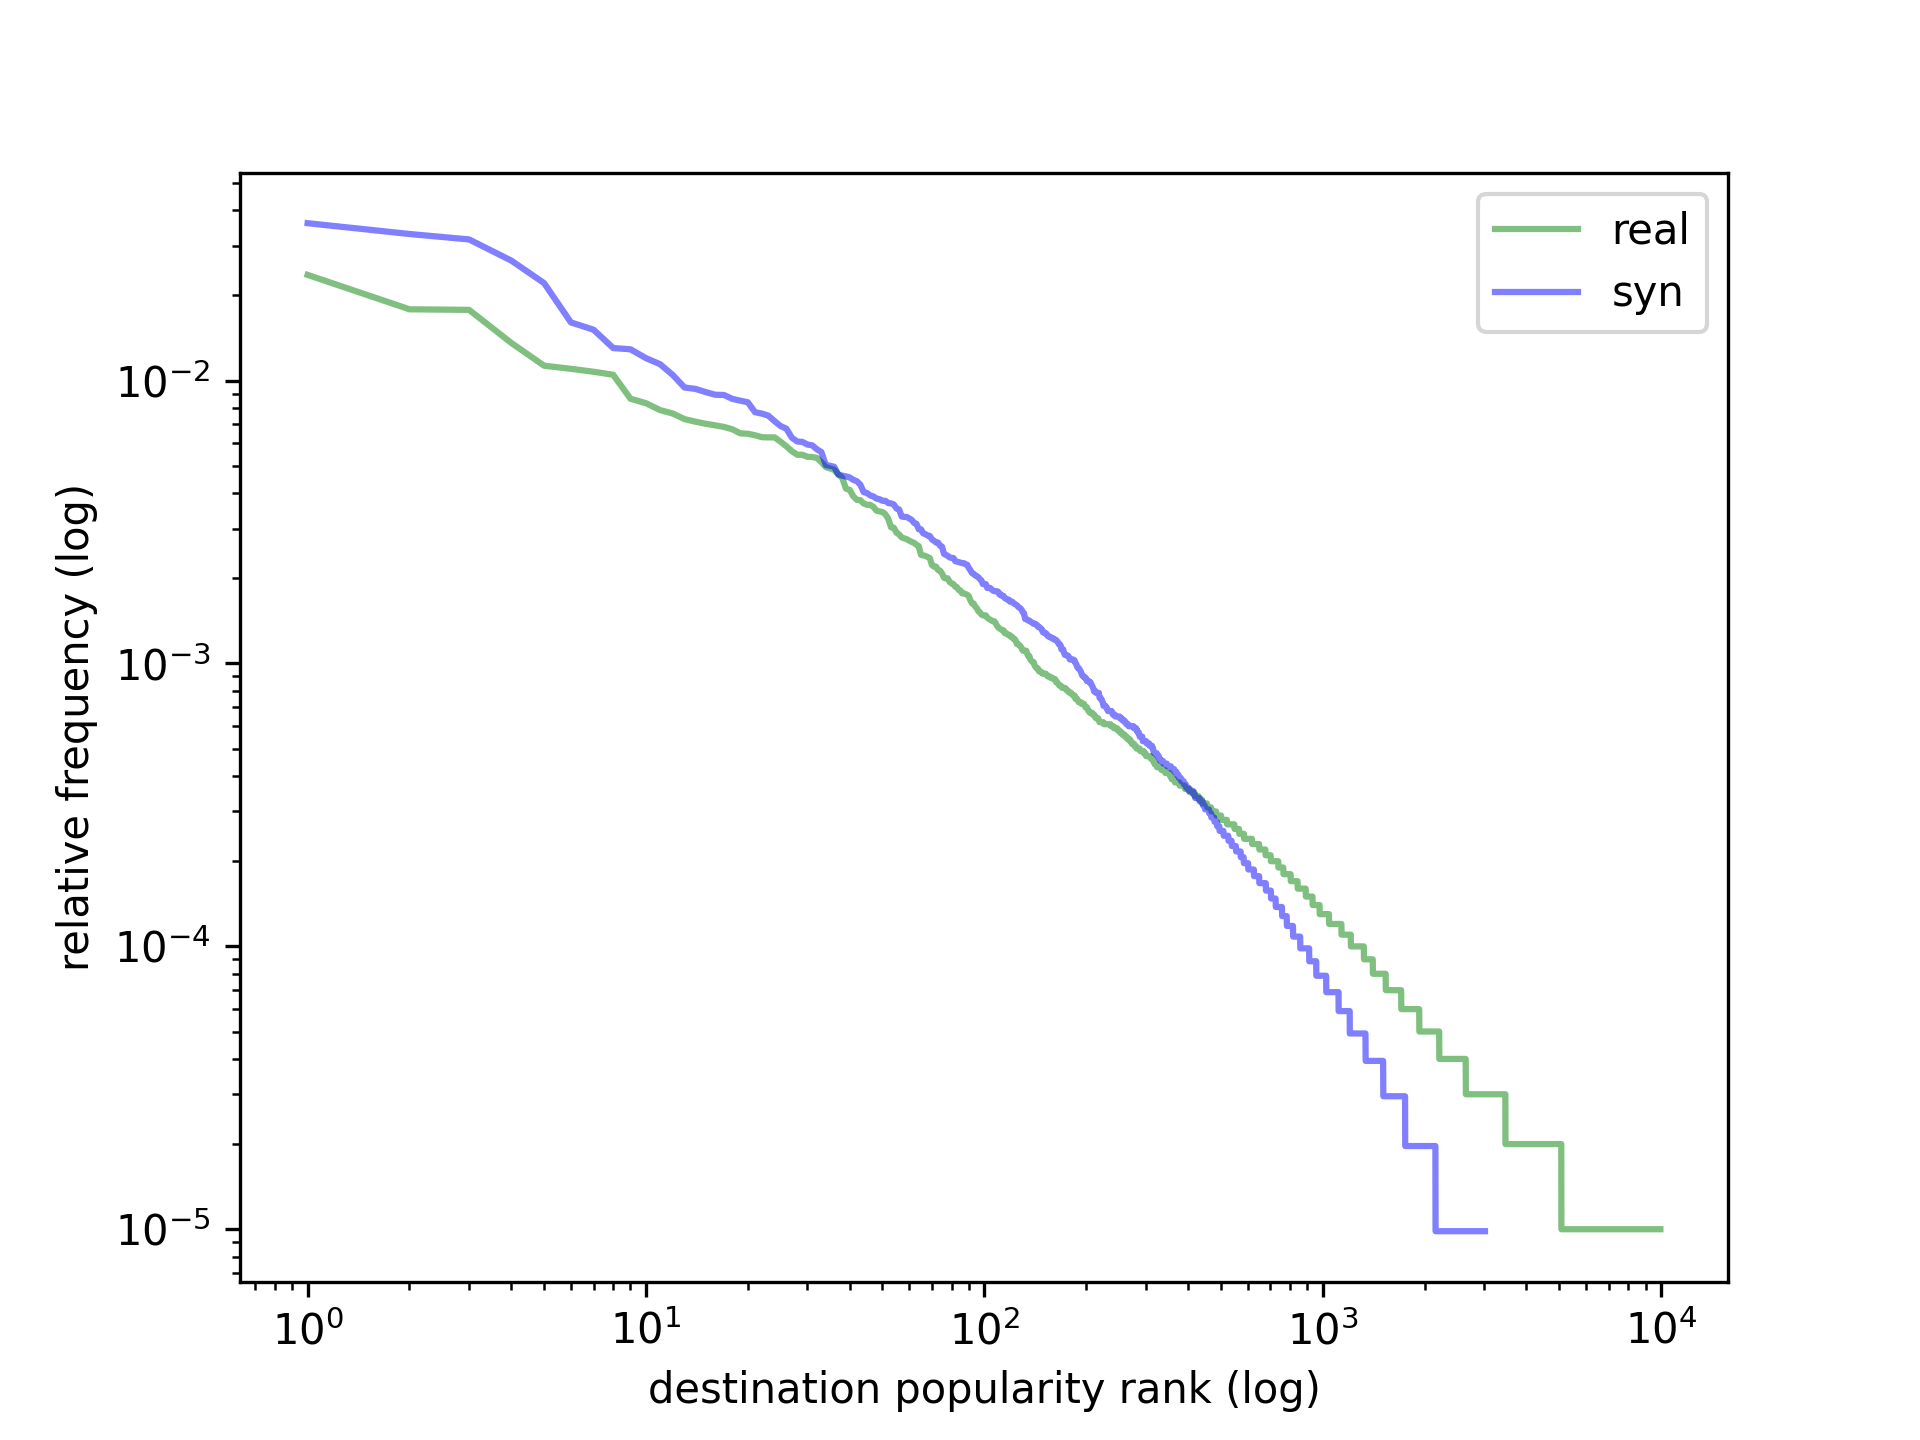 real
syn
10⁻²
10⁻³
10⁻⁴
10⁻⁵
relative frequency (log)
10⁰ 10¹ 10² 10³ 10⁴
destination popularity rank (log)